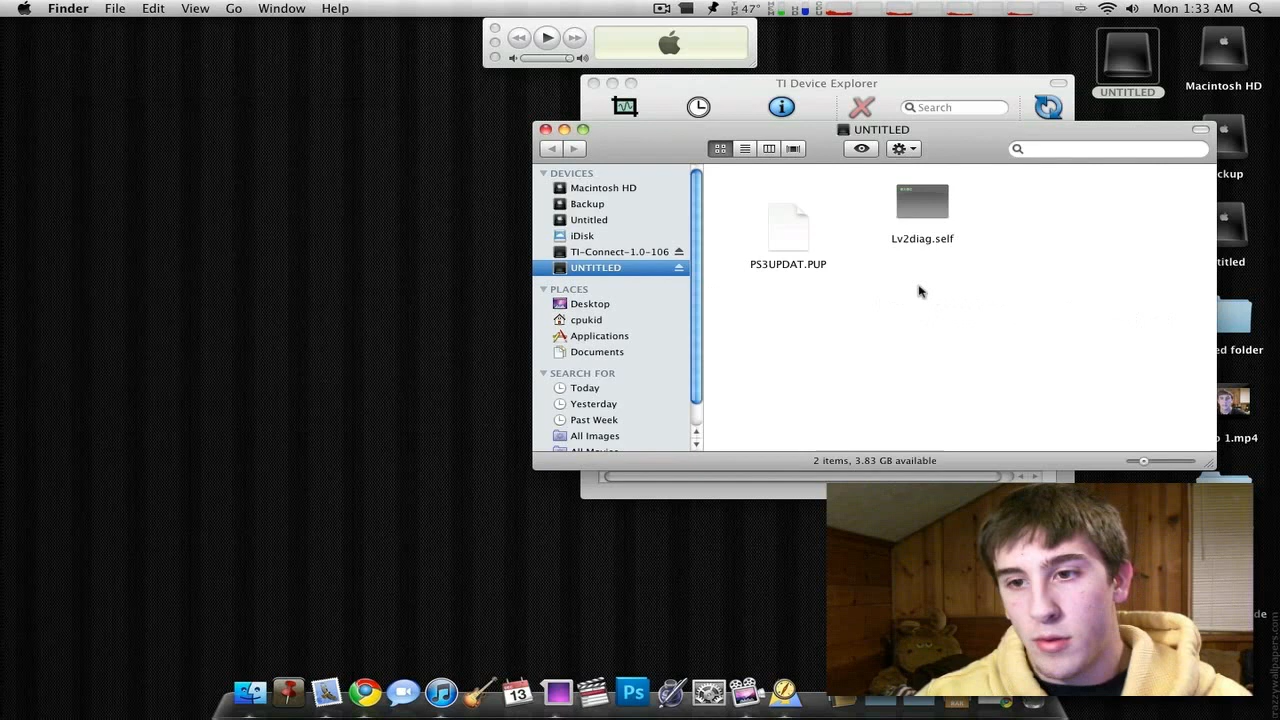 Finder File Edit View Go Window Help
47° Mon 1:33 AM
UNTITLED
Macintosh HD
TI Device Explorer
Search
UNTITLED
DEVICES
Macintosh HD
Backup
Untitled
iDisk
TI-Connect-1.0-106
UNTITLED
PLACES
Desktop
cpukid
Applications
Documents
SEARCH FOR
Today
Yesterday
Past Week
All Images
PS3UPDAT.PUP
Lv2diag.self
2 items, 3.83 GB available
ckup
titled
ed folder
o 1.mp4
de
13
Ps